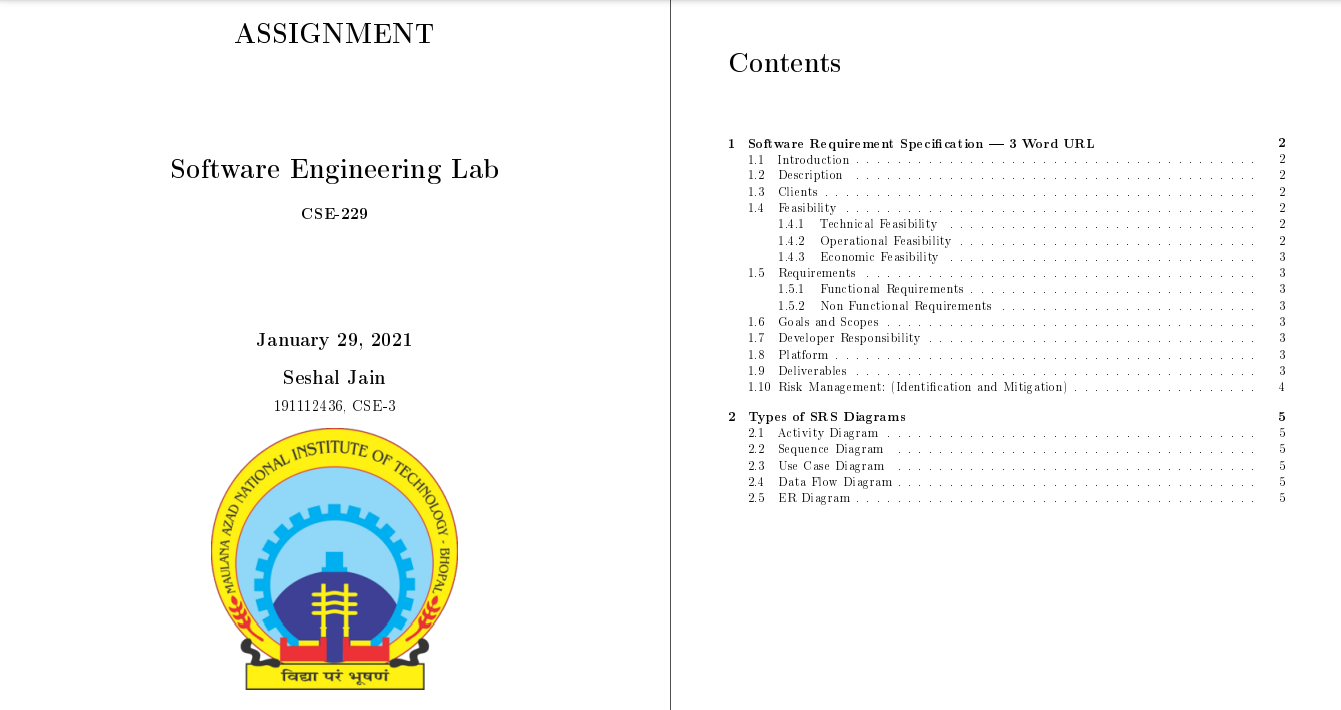 ASSIGNMENT
Software Engineering Lab
CSE-229
January 29, 2021
Seshal Jain
191112436, CSE-3
MAULANA AZAD NATIONAL INSTITUTE OF TECHNOLOGY - BHOPAL
विद्या परं भूषणं
Contents
1 Software Requirement Specification — 3 Word URL 2
1.1 Introduction . . . . . . . . . . . . . . . . . . . . . . . . . . . . . . . . . . . . . . . 2
1.2 Description . . . . . . . . . . . . . . . . . . . . . . . . . . . . . . . . . . . . . . . 2
1.3 Clients . . . . . . . . . . . . . . . . . . . . . . . . . . . . . . . . . . . . . . . . . 2
1.4 Feasibility . . . . . . . . . . . . . . . . . . . . . . . . . . . . . . . . . . . . . . . 2
1.4.1 Technical Feasibility . . . . . . . . . . . . . . . . . . . . . . . . . . . . . . 2
1.4.2 Operational Feasibility . . . . . . . . . . . . . . . . . . . . . . . . . . . . . 2
1.4.3 Economic Feasibility . . . . . . . . . . . . . . . . . . . . . . . . . . . . . . 3
1.5 Requirements . . . . . . . . . . . . . . . . . . . . . . . . . . . . . . . . . . . . . . 3
1.5.1 Functional Requirements . . . . . . . . . . . . . . . . . . . . . . . . . . . . 3
1.5.2 Non Functional Requirements . . . . . . . . . . . . . . . . . . . . . . . . . 3
1.6 Goals and Scopes . . . . . . . . . . . . . . . . . . . . . . . . . . . . . . . . . . . . 3
1.7 Developer Responsibility . . . . . . . . . . . . . . . . . . . . . . . . . . . . . . . . 3
1.8 Platform . . . . . . . . . . . . . . . . . . . . . . . . . . . . . . . . . . . . . . . . 3
1.9 Deliverables . . . . . . . . . . . . . . . . . . . . . . . . . . . . . . . . . . . . . . . 3
1.10 Risk Management: (Identification and Mitigation) . . . . . . . . . . . . . . . . . . 4
2 Types of SRS Diagrams 5
2.1 Activity Diagram . . . . . . . . . . . . . . . . . . . . . . . . . . . . . . . . . . . . 5
2.2 Sequence Diagram . . . . . . . . . . . . . . . . . . . . . . . . . . . . . . . . . . . 5
2.3 Use Case Diagram . . . . . . . . . . . . . . . . . . . . . . . . . . . . . . . . . . . 5
2.4 Data Flow Diagram . . . . . . . . . . . . . . . . . . . . . . . . . . . . . . . . . . . 5
2.5 ER Diagram . . . . . . . . . . . . . . . . . . . . . . . . . . . . . . . . . . . . . . . 5